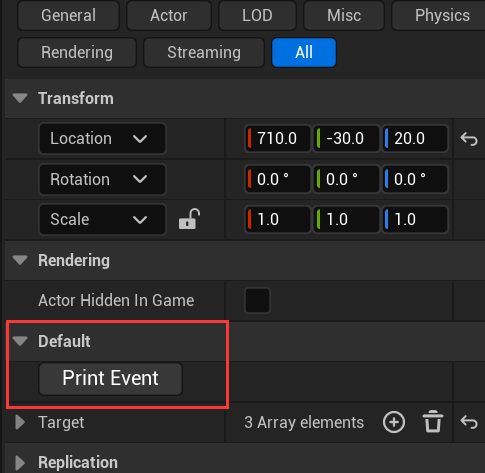 General Actor LOD Misc Physics
Rendering Streaming All
Transform
Location 710.0 -30.0 20.0
Rotation 0.0 ° 0.0 ° 0.0 °
Scale 1.0 1.0 1.0
Rendering
Actor Hidden In Game
Default
Print Event
Target 3 Array elements
Replication